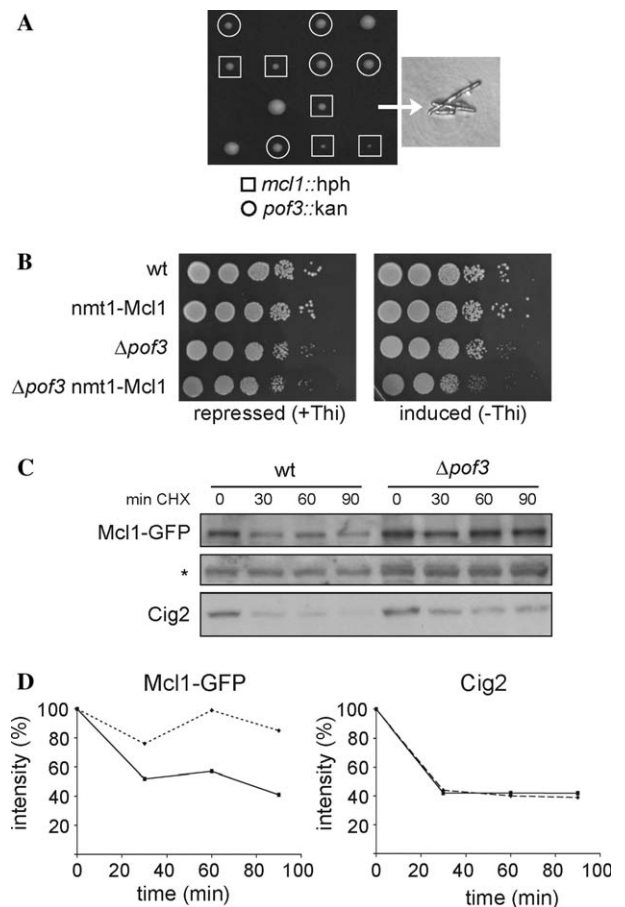 A
mcl1::hph
pof3::kan
B
wt
nmt1-Mcl1
Δpof3
Δpof3 nmt1-Mcl1
repressed (+Thi)
induced (-Thi)
C
wt
Δpof3
min CHX
0 30 60 90 0 30 60 90
Mcl1-GFP
*
Cig2
D
Mcl1-GFP
intensity (%)
100
80
60
40
20
0 20 40 60 80 100
time (min)
Cig2
intensity (%)
100
80
60
40
20
0 20 40 60 80 100
time (min)